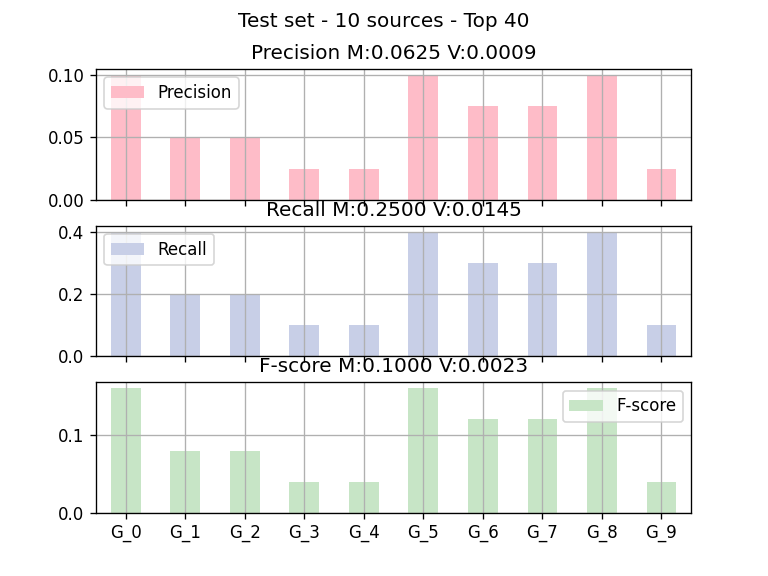 Test set - 10 sources - Top 40
Precision M:0.0625 V:0.0009
0.10
Precision
0.05
0.00
Recall M:0.2500 V:0.0145
0.4
Recall
0.2
0.0
F-score M:0.1000 V:0.0023
F-score
0.1
0.0
G_0 G_1 G_2 G_3 G_4 G_5 G_6 G_7 G_8 G_9